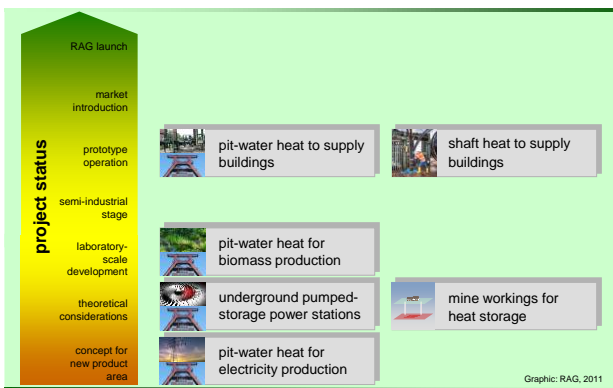 RAG launch
market
introduction
project status
prototype
operation
semi-industrial
stage
laboratory-
scale
development
theoretical
considerations
concept for
new product
area
pit-water heat to supply
buildings
shaft heat to supply
buildings
pit-water heat for
biomass production
underground pumped-
storage power stations
mine workings for
heat storage
pit-water heat for
electricity production
Graphic: RAG, 2011